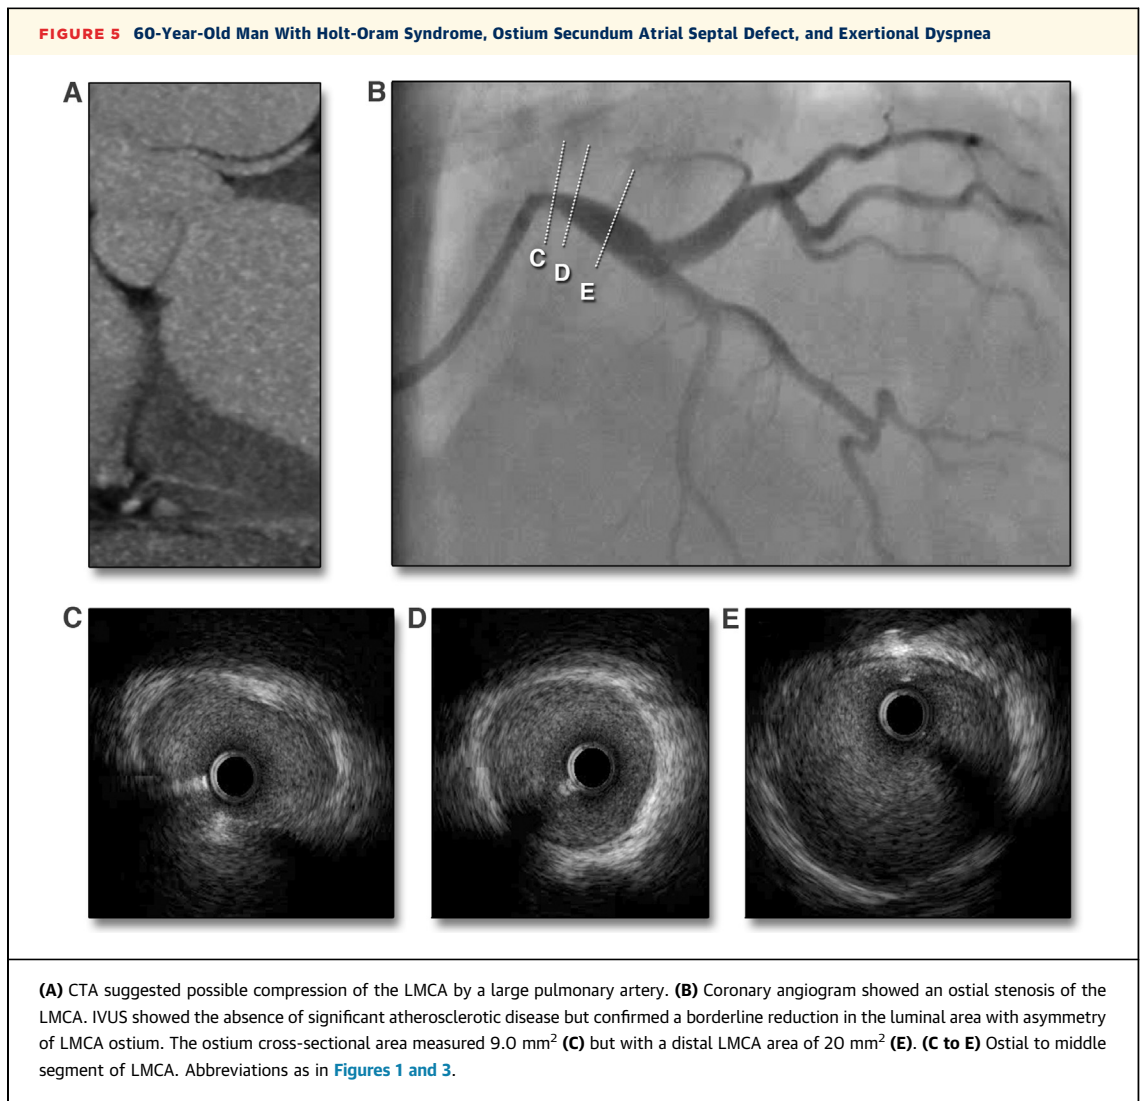 FIGURE 5 60-Year-Old Man With Holt-Oram Syndrome, Ostium Secundum Atrial Septal Defect, and Exertional Dyspnea
A
B
C
D
E
C
D
E
(A) CTA suggested possible compression of the LMCA by a large pulmonary artery. (B) Coronary angiogram showed an ostial stenosis of the
LMCA. IVUS showed the absence of significant atherosclerotic disease but confirmed a borderline reduction in the luminal area with asymmetry
of LMCA ostium. The ostium cross-sectional area measured 9.0 mm² (C) but with a distal LMCA area of 20 mm² (E). (C to E) Ostial to middle
segment of LMCA. Abbreviations as in Figures 1 and 3.